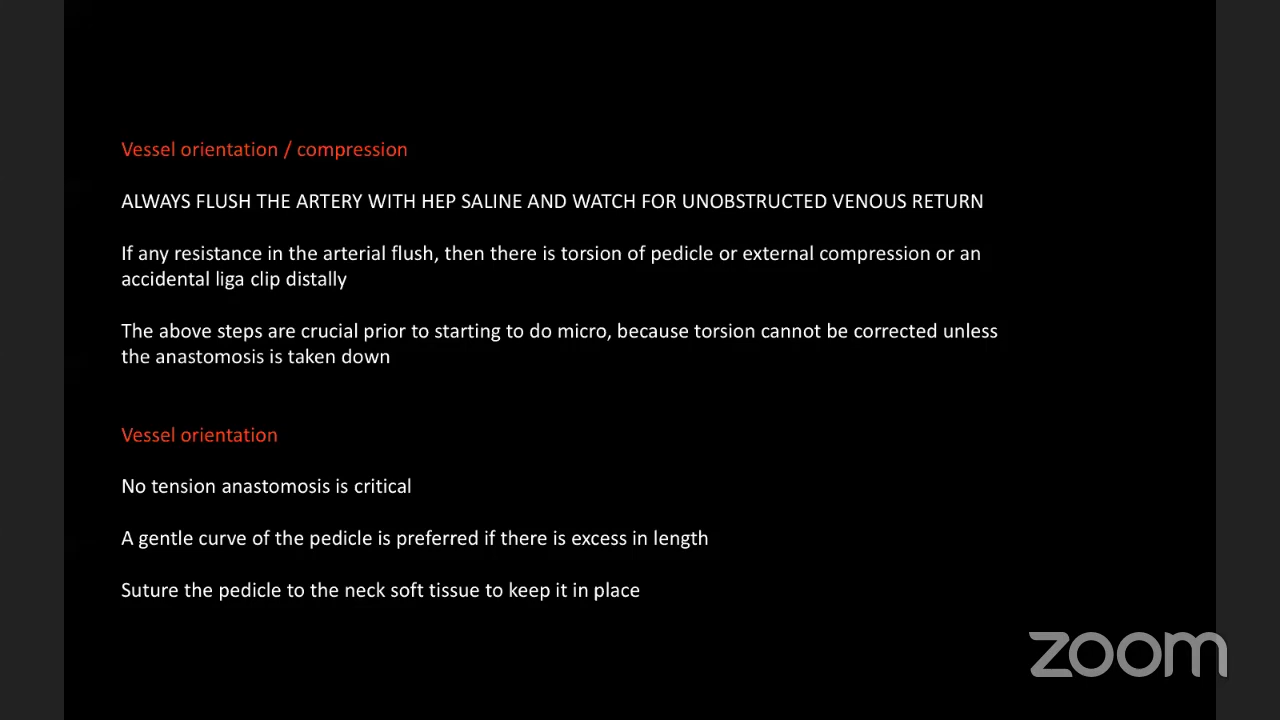 Vessel orientation / compression
ALWAYS FLUSH THE ARTERY WITH HEP SALINE AND WATCH FOR UNOBSTRUCTED VENOUS RETURN
If any resistance in the arterial flush, then there is torsion of pedicle or external compression or an
accidental liga clip distally
The above steps are crucial prior to starting to do micro, because torsion cannot be corrected unless
the anastomosis is taken down
Vessel orientation
No tension anastomosis is critical
A gentle curve of the pedicle is preferred if there is excess in length
Suture the pedicle to the neck soft tissue to keep it in place
zoom